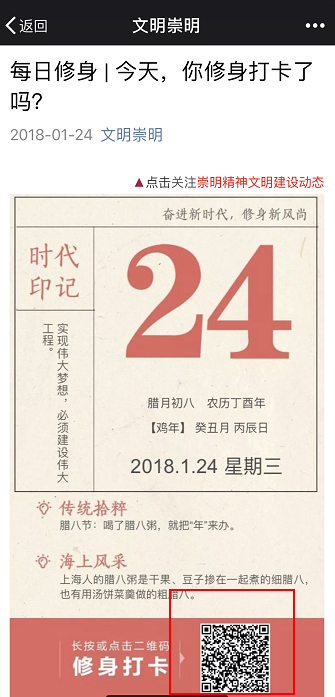 返回
文明崇明
每日修身 | 今天，你修身打卡了
吗?
2018-01-24 文明崇明
▲点击关注崇明精神文明建设动态
奋进新时代，修身新风尚
时代
印记
24
实现伟大梦想，必须建设伟大
工程。
腊月初八 农历丁酉年
【鸡年】 癸丑月 丙辰日
2018.1.24 星期三
传统拾粹
腊八节：喝了腊八粥，就把“年”来办。
海上风采
上海人的腊八粥是干果、豆子掺在一起煮的细腊八，
也有用汤饼菜羹做的粗腊八。
长按或点击二维码
修身打卡